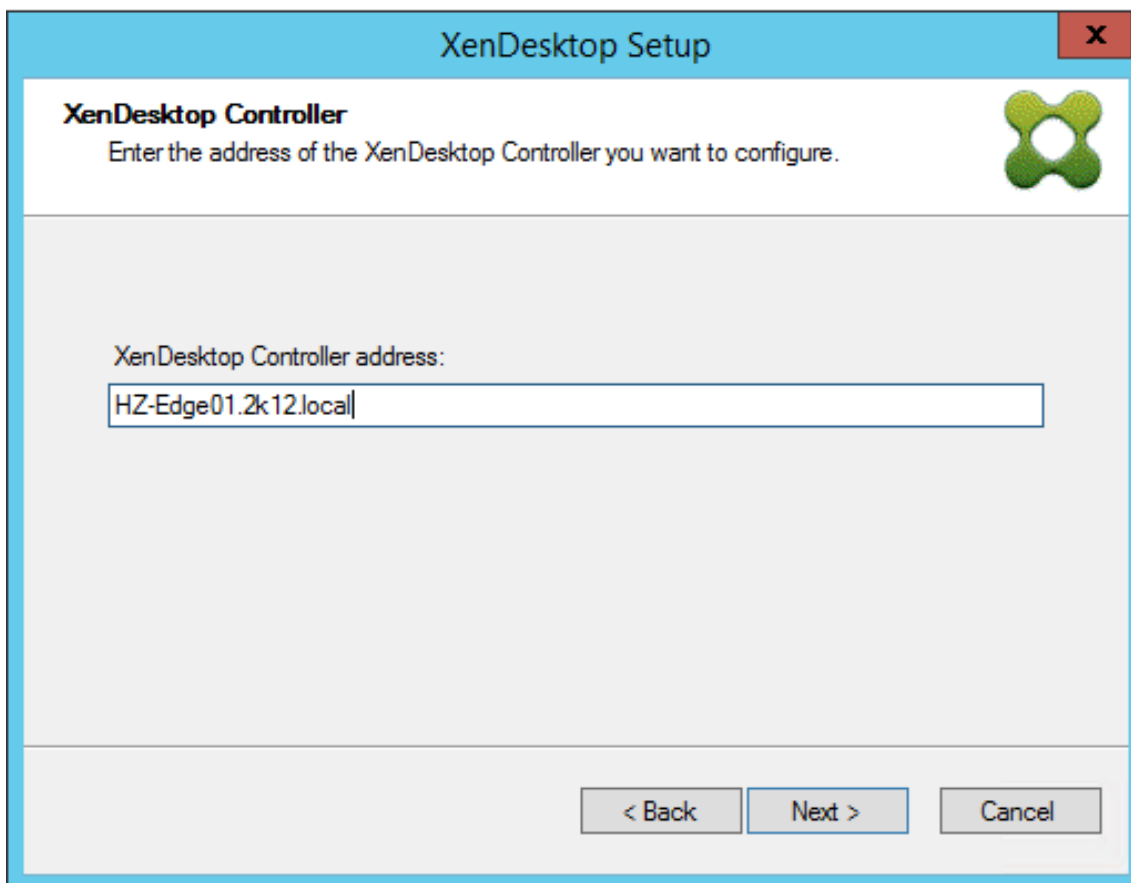 XenDesktop Setup
x
XenDesktop Controller
Enter the address of the XenDesktop Controller you want to configure.
XenDesktop Controller address:
HZ-Edge01.2k12.local
< Back
Next >
Cancel